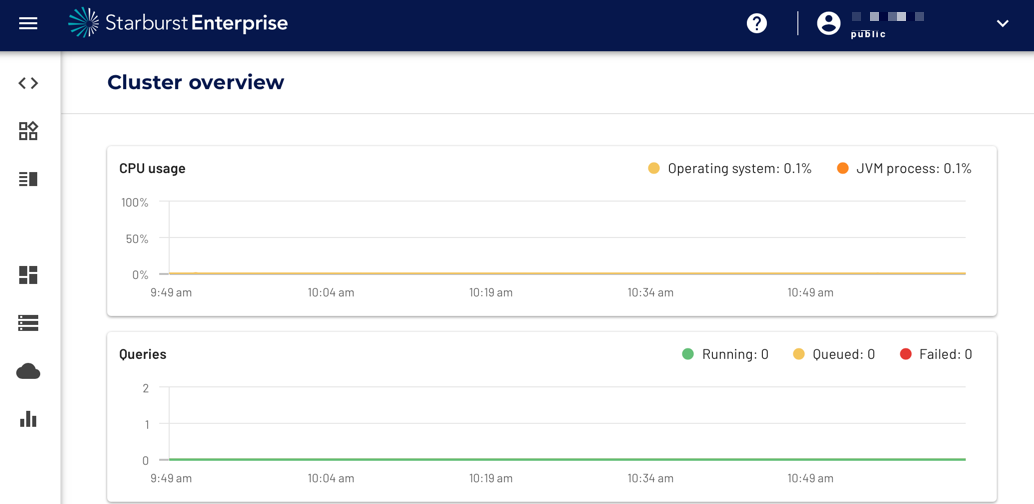 Starburst Enterprise
?
public
Cluster overview
CPU usage
Operating system: 0.1%
JVM process: 0.1%
100%
50%
0%
9:49 am
10:04 am
10:19 am
10:34 am
10:49 am
Queries
Running: 0
Queued: 0
Failed: 0
2
1
0
9:49 am
10:04 am
10:19 am
10:34 am
10:49 am